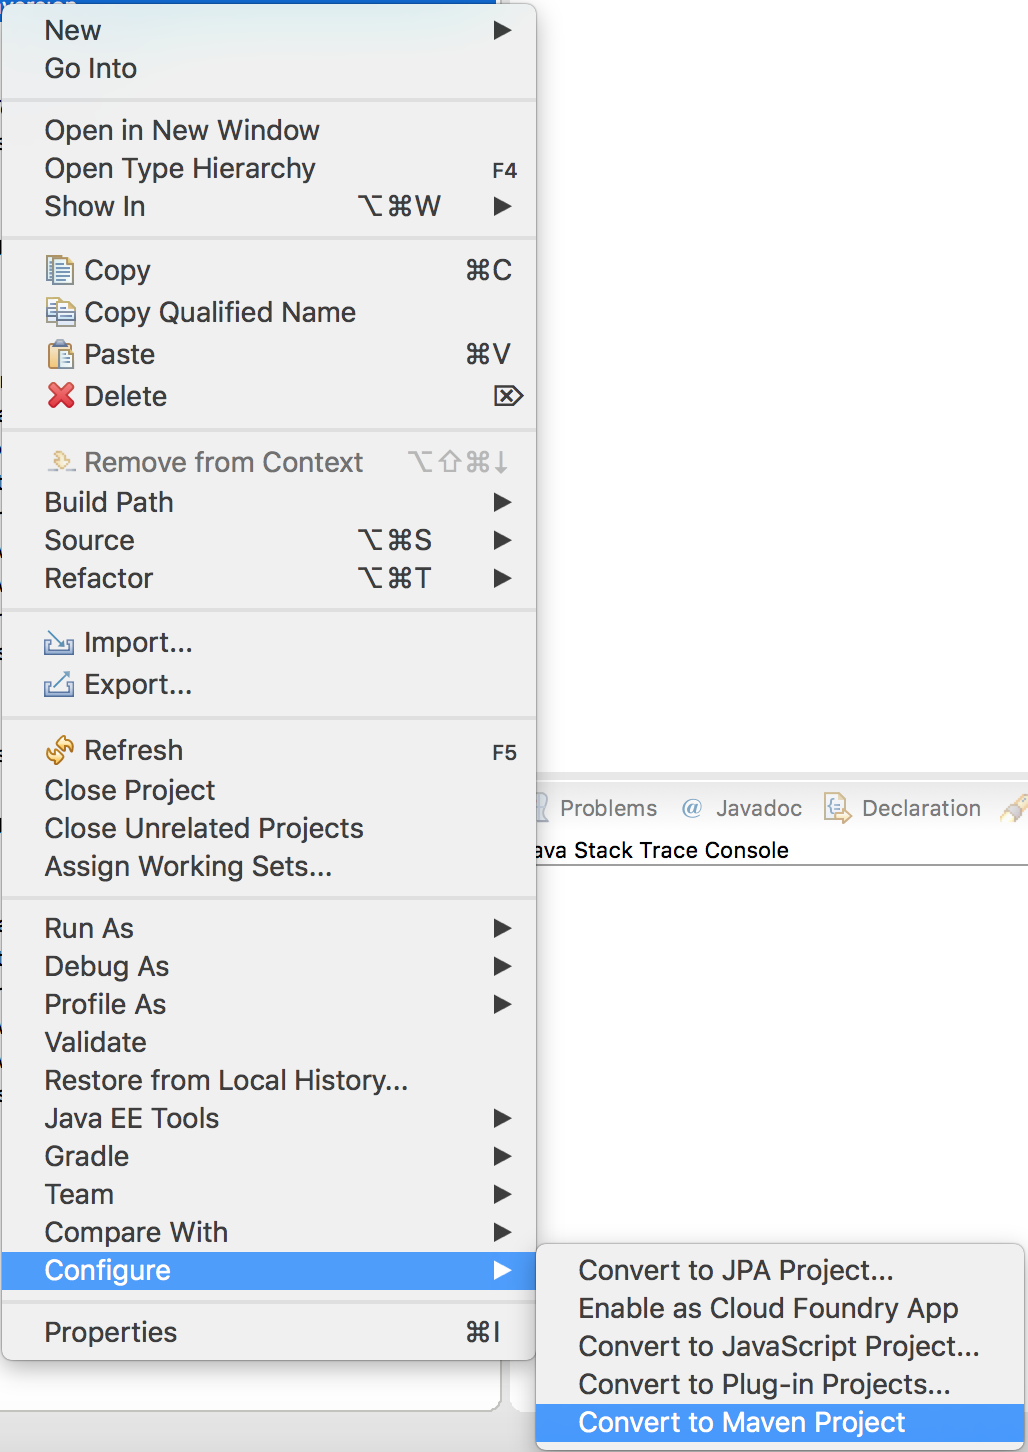 New
Go Into
Open in New Window
Open Type Hierarchy F4
Show In ⌥⌘W
Copy ⌘C
Copy Qualified Name
Paste ⌘V
Delete ⌦
Remove from Context ⌥⇧⌘↓
Build Path
Source ⌥⌘S
Refactor ⌥⌘T
Import...
Export...
Refresh F5
Close Project
Close Unrelated Projects
Assign Working Sets...
Run As
Debug As
Profile As
Validate
Restore from Local History...
Java EE Tools
Gradle
Team
Compare With
Configure
Properties ⌘I
Problems @ Javadoc Declaration
ava Stack Trace Console
Convert to JPA Project...
Enable as Cloud Foundry App
Convert to JavaScript Project...
Convert to Plug-in Projects...
Convert to Maven Project